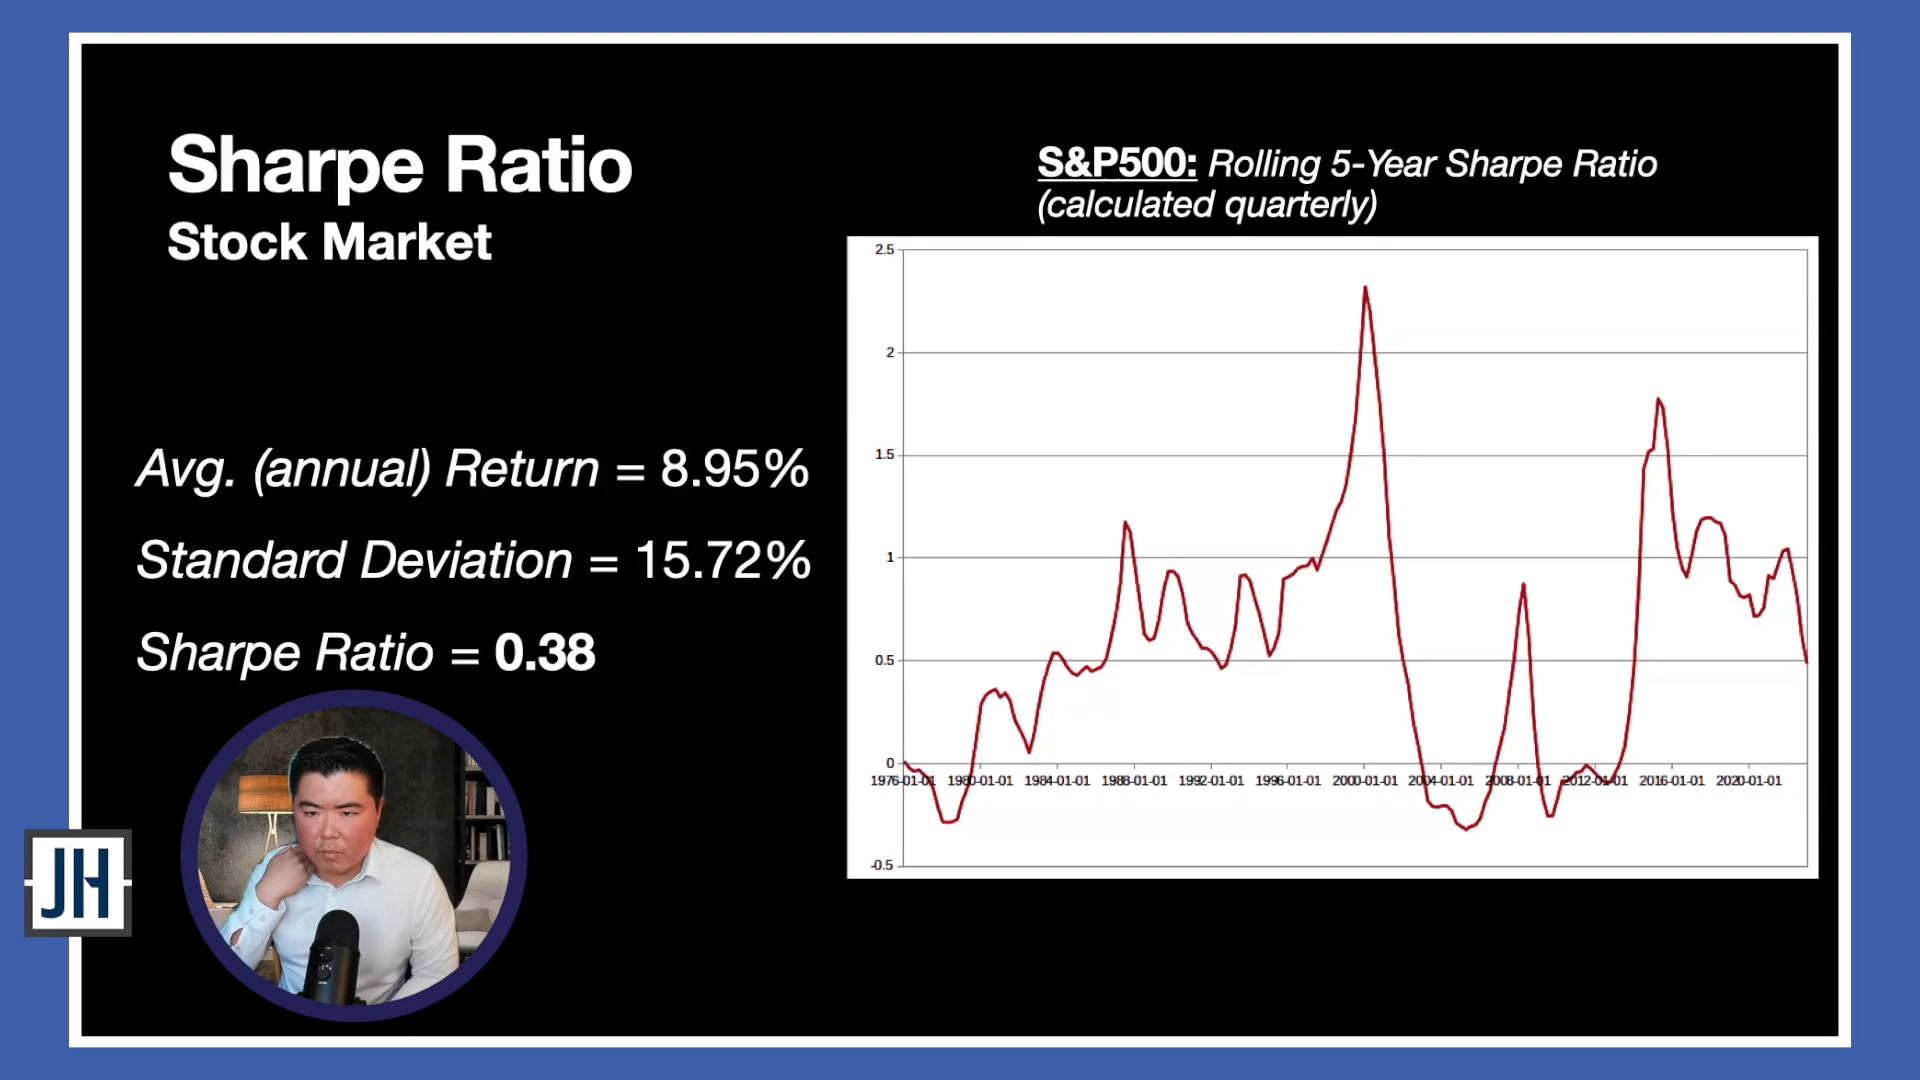 Sharpe Ratio
Stock Market
Avg. (annual) Return = 8.95%
Standard Deviation = 15.72%
Sharpe Ratio = 0.38
S&P500: Rolling 5-Year Sharpe Ratio
(calculated quarterly)
2.5
2
1.5
1
0.5
0
-0.5
1976-01-01 1980-01-01 1984-01-01 1988-01-01 1992-01-01 1996-01-01 2000-01-01 2004-01-01 2008-01-01 2012-01-01 2016-01-01 2020-01-01
JH